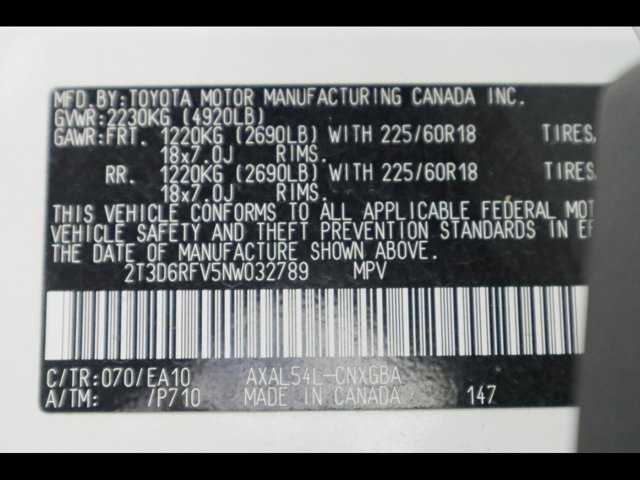 MFD.BY:TOYOTA MOTOR MANUFACTURING CANADA INC.
GVWR:2230KG (4920LB)
GAWR:FRT. 1220KG (2690LB) WITH 225/60R18 TIRES,
18x7.0J RIMS.
RR. 1220KG (2690LB) WITH 225/60R18 TIRES,
18x7.0J RIMS.
THIS VEHICLE CONFORMS TO ALL APPLICABLE FEDERAL MOT
VEHICLE SAFETY AND THEFT PREVENTION STANDARDS IN EF
THE DATE OF MANUFACTURE SHOWN ABOVE.
2T3D6RFV5NW032789 MPV
C/TR:070/EA10 AXAL54L-CNXGBA
A/TM: /P710 MADE IN CANADA 147